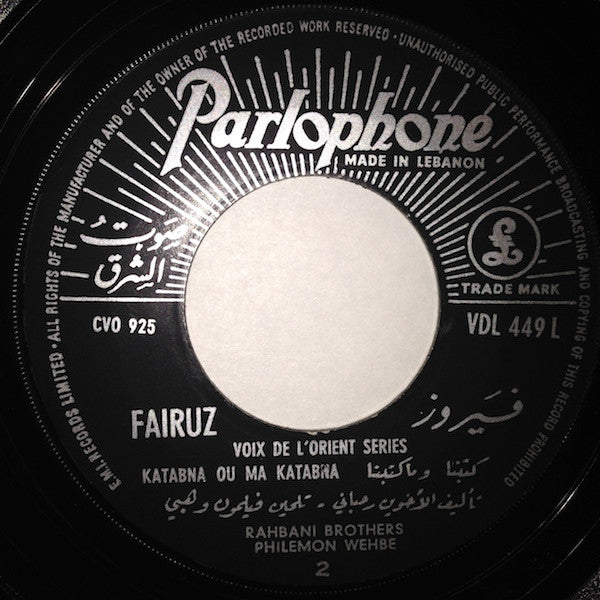 E.M.I. RECORDS LIMITED · ALL RIGHTS OF THE MANUFACTURER AND OF THE OWNER OF THE RECORDED WORK RESERVED · UNAUTHORISED PUBLIC PERFORMANCE BROADCASTING AND COPYING OF THIS RECORD PROHIBITED
Parlophone
MADE IN LEBANON
صوت
الشرق
£
TRADE MARK
CVO 925
VDL 449 L
FAIRUZ
فيروز
VOIX DE L'ORIENT SERIES
KATABNA OU MA KATABNA كتبنا وماكتبنا
تأليف الأخوين رحباني - تلحين فيلمون وهبي
RAHBANI BROTHERS
PHILEMON WEHBE
2